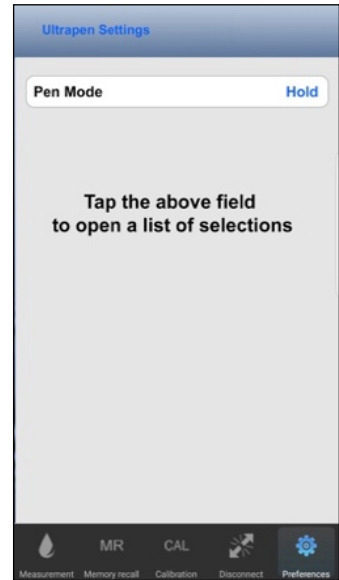 Ultrapen Settings
Pen Mode Hold
Tap the above field
to open a list of selections
MR CAL
Measurement Memory recall Calibration Disconnect Preferences